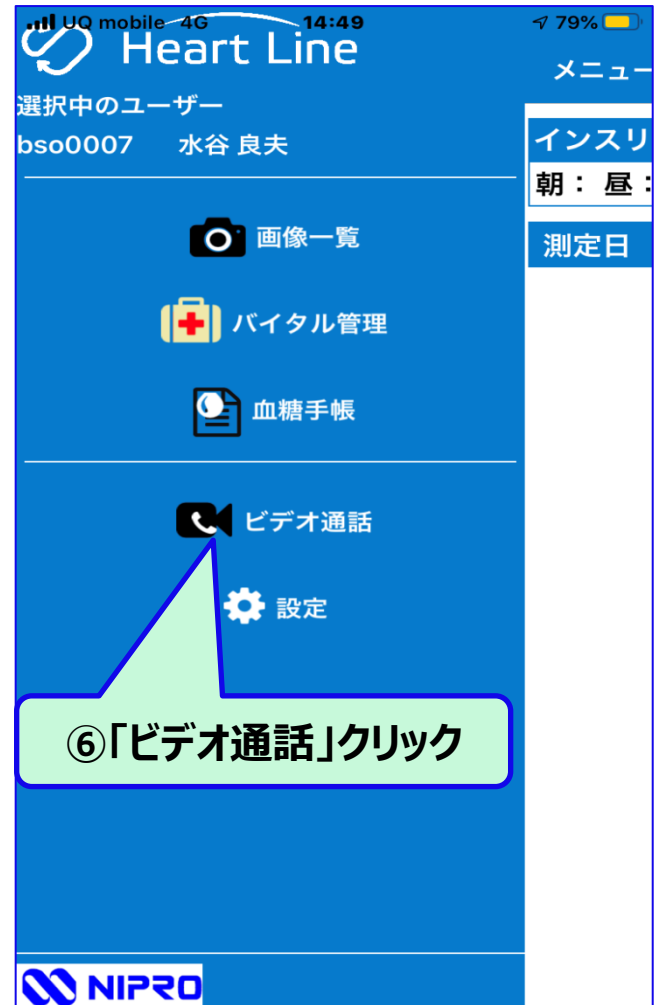 UQ mobile 4G 14:49 79%
Heart Line
メニュー
選択中のユーザー
bso0007 水谷 良夫
インスリ
朝： 昼：
画像一覧
測定日
バイタル管理
血糖手帳
ビデオ通話
設定
⑥「ビデオ通話」クリック
NIPRO